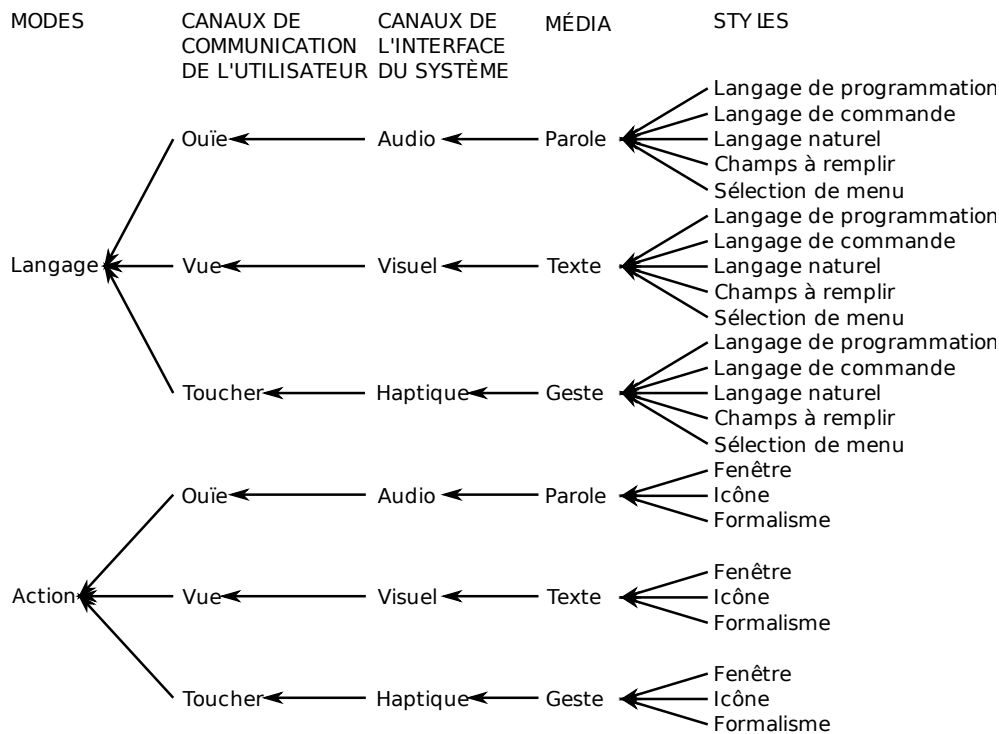 MODES
CANAUX DE
COMMUNICATION
DE L'UTILISATEUR
CANAUX DE
L'INTERFACE
DU SYSTÈME
MÉDIA
STYLES
Langage
Ouïe
Audio
Parole
Langage de programmation
Langage de commande
Langage naturel
Champs à remplir
Sélection de menu
Vue
Visuel
Texte
Langage de programmation
Langage de commande
Langage naturel
Champs à remplir
Sélection de menu
Toucher
Haptique
Geste
Langage de programmation
Langage de commande
Langage naturel
Champs à remplir
Sélection de menu
Action
Ouïe
Audio
Parole
Fenêtre
Icône
Formalisme
Vue
Visuel
Texte
Fenêtre
Icône
Formalisme
Toucher
Haptique
Geste
Fenêtre
Icône
Formalisme